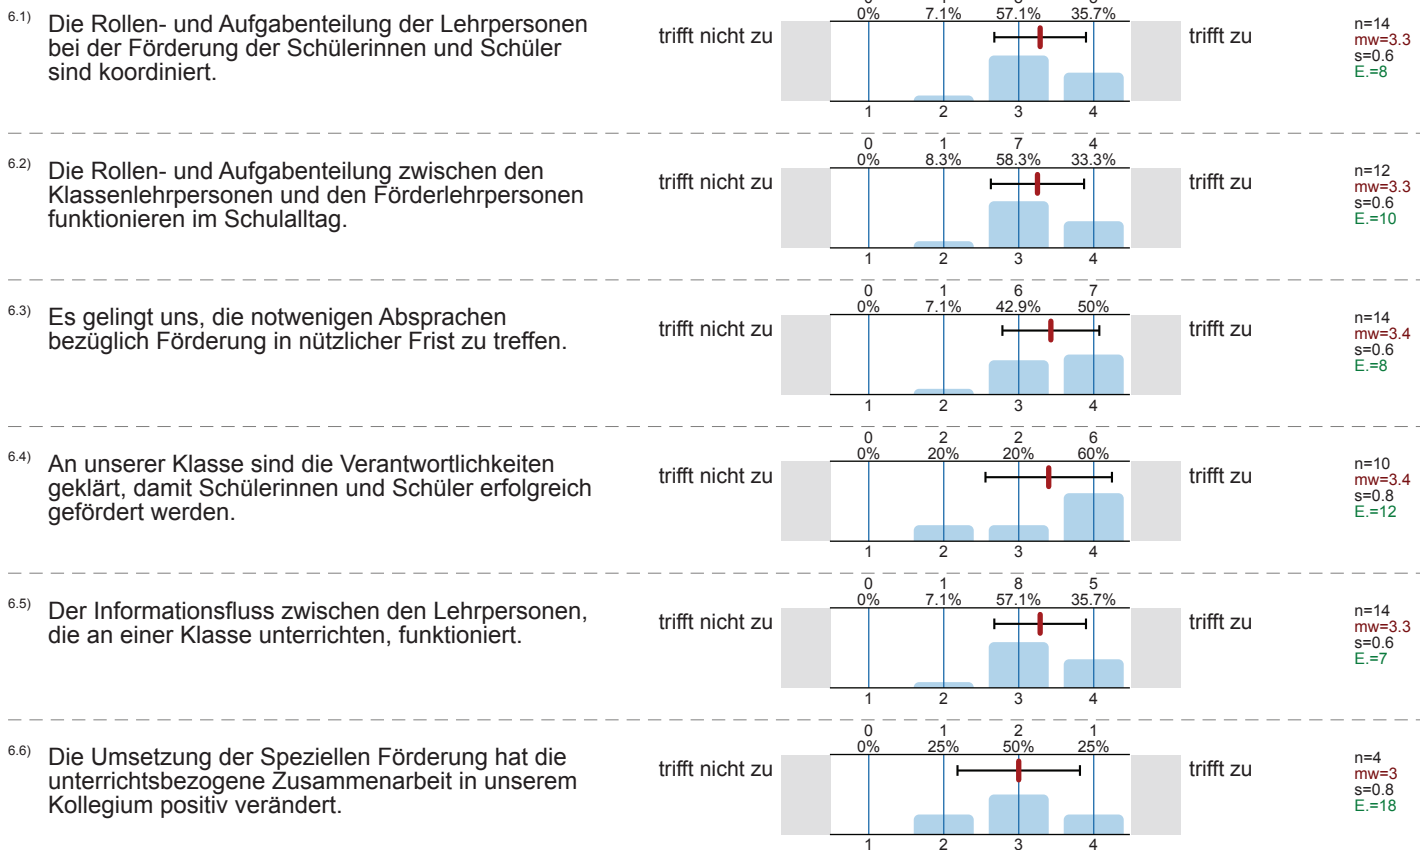 6.1) Die Rollen- und Aufgabenteilung der Lehrpersonen
bei der Förderung der Schülerinnen und Schüler
sind koordiniert.
trifft nicht zu
0% 7.1% 57.1% 35.7%
1 2 3 4
trifft zu
n=14
mw=3.3
s=0.6
E.=8
6.2) Die Rollen- und Aufgabenteilung zwischen den
Klassenlehrpersonen und den Förderlehrpersonen
funktionieren im Schulalltag.
trifft nicht zu
0 1 7 4
0% 8.3% 58.3% 33.3%
1 2 3 4
trifft zu
n=12
mw=3.3
s=0.6
E.=10
6.3) Es gelingt uns, die notwenigen Absprachen
bezüglich Förderung in nützlicher Frist zu treffen.
trifft nicht zu
0 1 6 7
0% 7.1% 42.9% 50%
1 2 3 4
trifft zu
n=14
mw=3.4
s=0.6
E.=8
6.4) An unserer Klasse sind die Verantwortlichkeiten
geklärt, damit Schülerinnen und Schüler erfolgreich
gefördert werden.
trifft nicht zu
0 2 2 6
0% 20% 20% 60%
1 2 3 4
trifft zu
n=10
mw=3.4
s=0.8
E.=12
6.5) Der Informationsfluss zwischen den Lehrpersonen,
die an einer Klasse unterrichten, funktioniert.
trifft nicht zu
0 1 8 5
0% 7.1% 57.1% 35.7%
1 2 3 4
trifft zu
n=14
mw=3.3
s=0.6
E.=7
6.6) Die Umsetzung der Speziellen Förderung hat die
unterrichtsbezogene Zusammenarbeit in unserem
Kollegium positiv verändert.
trifft nicht zu
0 1 2 1
0% 25% 50% 25%
1 2 3 4
trifft zu
n=4
mw=3
s=0.8
E.=18